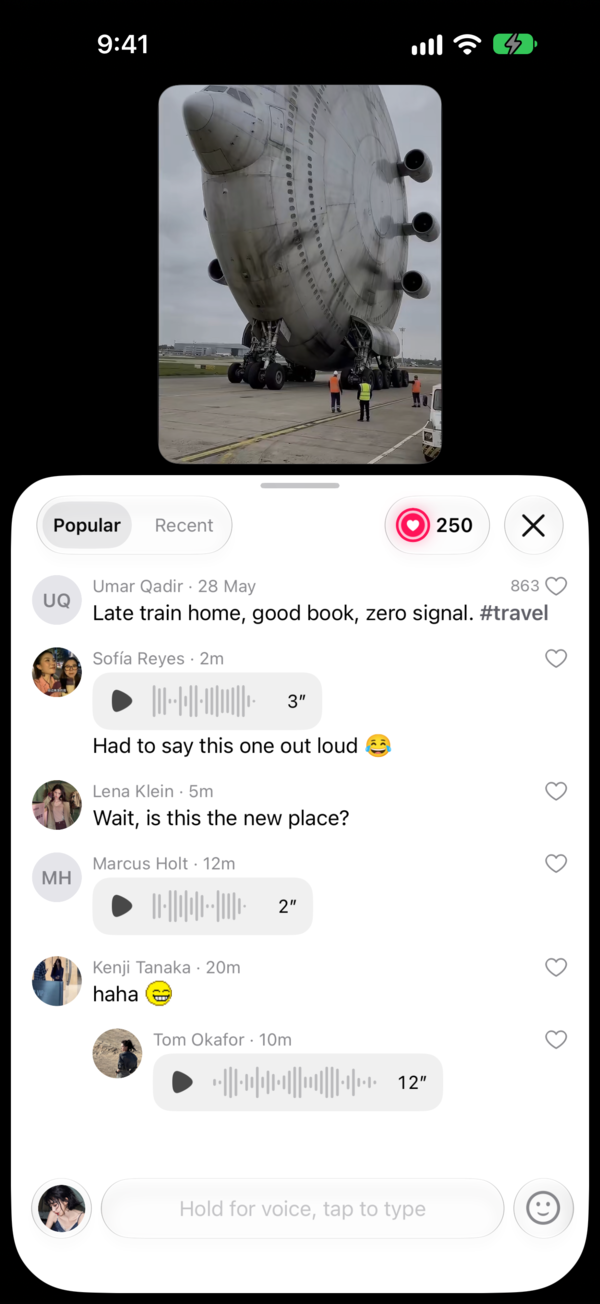 9:41
Popular
Recent
250
UQ
Umar Qadir · 28 May
863
Late train home, good book, zero signal. #travel
Sofía Reyes · 2m
3″
Had to say this one out loud 😂
Lena Klein · 5m
Wait, is this the new place?
MH
Marcus Holt · 12m
2″
Kenji Tanaka · 20m
haha 😁
Tom Okafor · 10m
12″
Hold for voice, tap to type